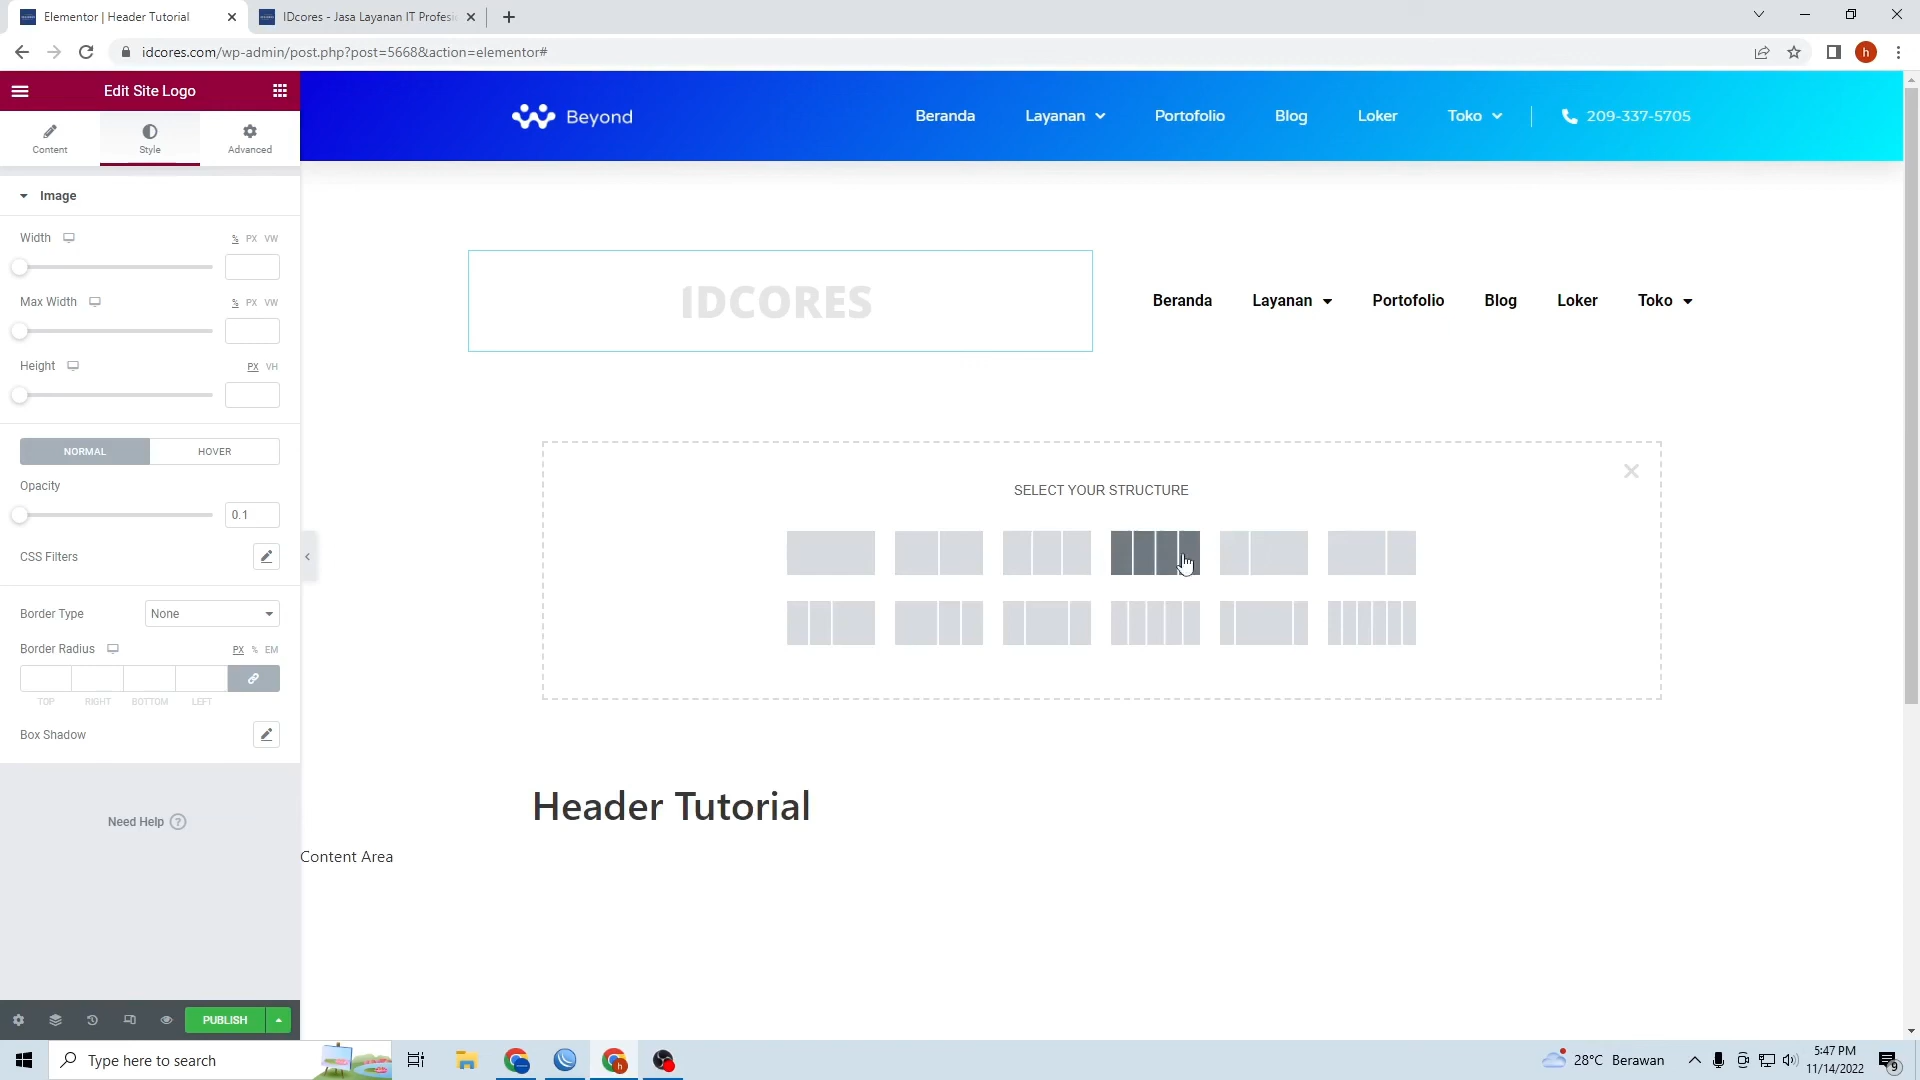 Elementor | Header Tutorial
IDcores - Jasa Layanan IT Profesi
idcores.com/wp-admin/post.php?post=5668&action=elementor#
h
Edit Site Logo
Content
Style
Advanced
Beyond
Beranda
Layanan
Portofolio
Blog
Loker
Toko
209-337-5705
Image
Width
% PX VW
Max Width
% PX VW
Height
PX VH
NORMAL
HOVER
Opacity
0.1
CSS Filters
Border Type
None
Border Radius
PX % EM
TOP RIGHT BOTTOM LEFT
Box Shadow
Need Help ?
IDCORES
Beranda
Layanan
Portofolio
Blog
Loker
Toko
SELECT YOUR STRUCTURE
Header Tutorial
Content Area
PUBLISH
Type here to search
h
28°C Berawan
5:47 PM
11/14/2022
9